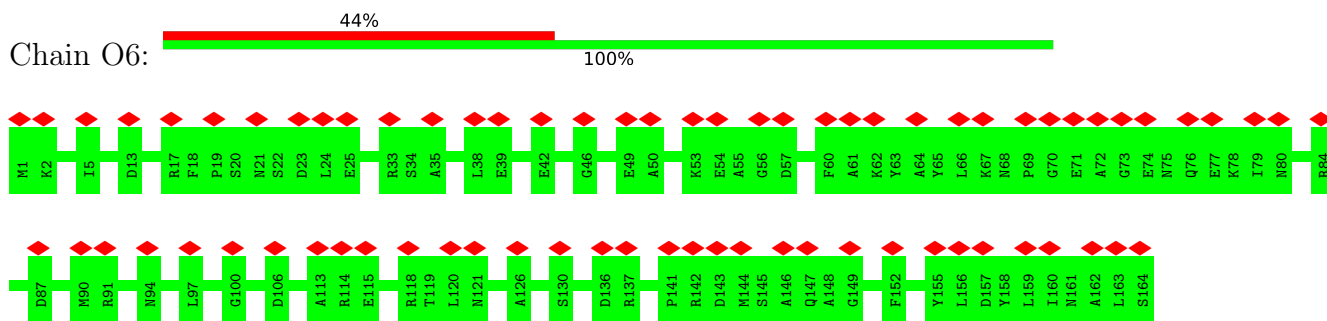 44%
Chain O6:
100%
M1 K2 I5 D13 R17 F18 P19 S20 N21 S22 D23 L24 E25 R33 S34 A35 L38 E39 E42 G46 E49 A50 K53 E54 A55 G56 D57 F60 A61 K62 Y63 A64 Y65 L66 K67 N68 P69 G70 E71 A72 G73 E74 N75 Q76 E77 K78 I79 N80 R84
D87 M90 R91 N94 L97 G100 D106 A113 R114 E115 R118 T119 L120 N121 A126 S130 D136 R137 P141 R142 D143 M144 S145 A146 Q147 A148 G149 F152 Y155 L156 D157 Y158 L159 I160 N161 A162 L163 S164